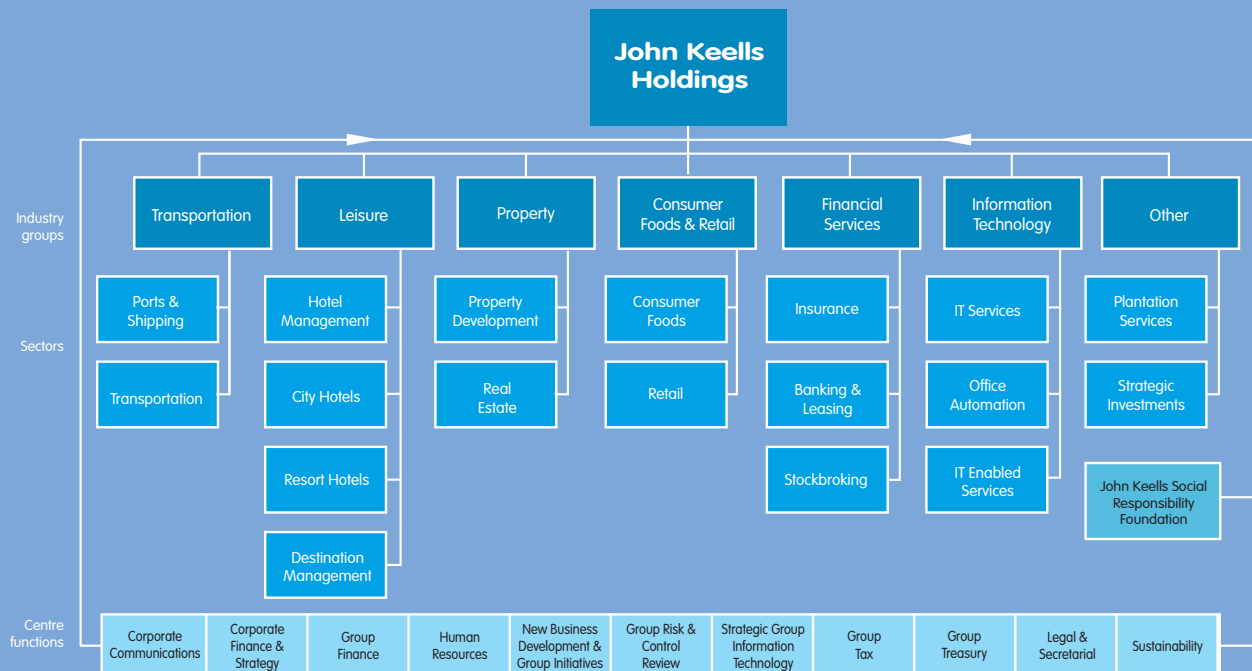 John Keells
Holdings
Industry
groups
Transportation
Leisure
Property
Consumer
Foods & Retail
Financial
Services
Information
Technology
Other
Sectors
Ports &
Shipping
Hotel
Management
Property
Development
Consumer
Foods
Insurance
IT Services
Plantation
Services
Transportation
City Hotels
Real
Estate
Retail
Banking &
Leasing
Office
Automation
Strategic
Investments
Resort Hotels
Stockbroking
IT Enabled
Services
John Keells Social
Responsibility
Foundation
Destination
Management
Centre
functions
Corporate
Communications
Corporate
Finance &
Strategy
Group
Finance
Human
Resources
New Business
Development &
Group Initiatives
Group Risk &
Control
Review
Strategic Group
Information
Technology
Group
Tax
Group
Treasury
Legal &
Secretarial
Sustainability